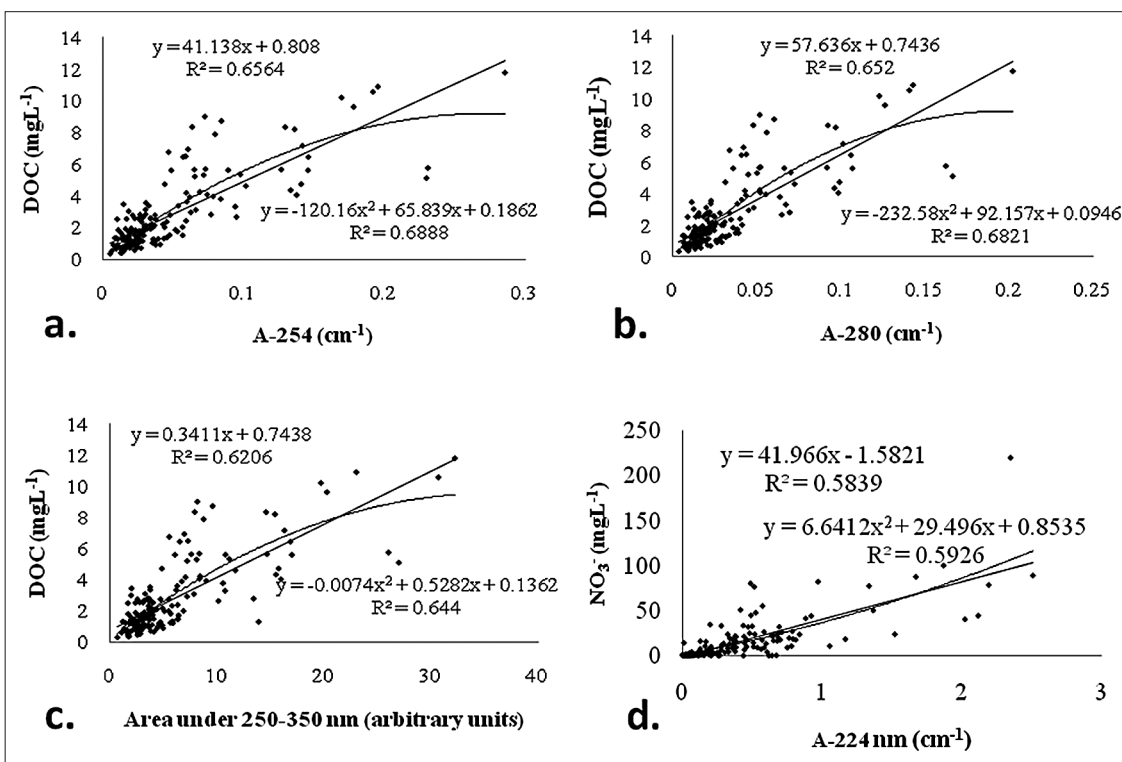 14
12
10
8
6
4
2
0
DOC (mgL⁻¹)
y = 41.138x + 0.808
R² = 0.6564
y = -120.16x² + 65.839x + 0.1862
R² = 0.6888
0 0.1 0.2 0.3
a.
A-254 (cm⁻¹)
14
12
10
8
6
4
2
0
DOC (mgL⁻¹)
y = 57.636x + 0.7436
R² = 0.652
y = -232.58x² + 92.157x + 0.0946
R² = 0.6821
0 0.05 0.1 0.15 0.2 0.25
b.
A-280 (cm⁻¹)
14
12
10
8
6
4
2
0
DOC (mgL⁻¹)
y = 0.3411x + 0.7438
R² = 0.6206
y = -0.0074x² + 0.5282x + 0.1362
R² = 0.644
0 10 20 30 40
c.
Area under 250-350 nm (arbitrary units)
250
200
150
100
50
0
NO₃⁻ (mgL⁻¹)
y = 41.966x - 1.5821
R² = 0.5839
y = 6.6412x² + 29.496x + 0.8535
R² = 0.5926
0 1 2 3
d.
A-224 nm (cm⁻¹)